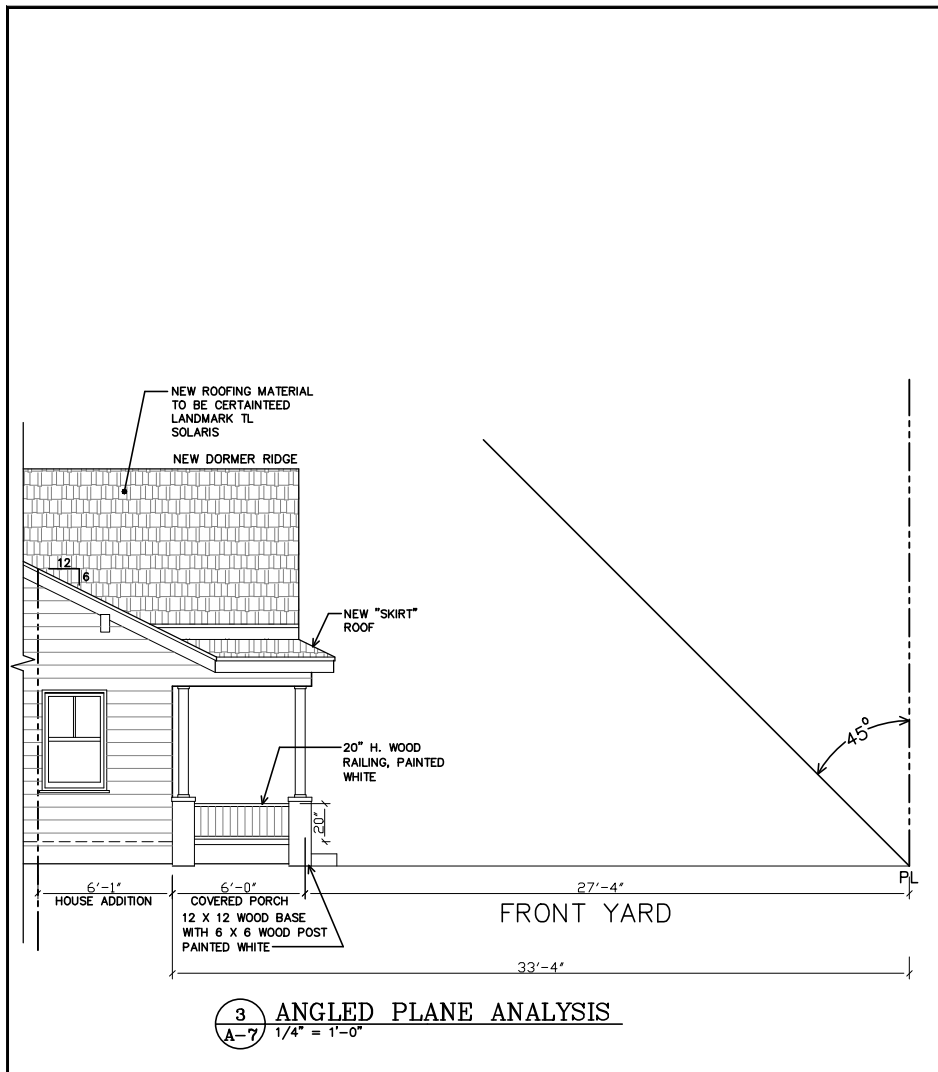 NEW ROOFING MATERIAL
TO BE CERTAINTEED
LANDMARK TL
SOLARIS
NEW DORMER RIDGE
12
6
NEW "SKIRT"
ROOF
45°
20" H. WOOD
RAILING, PAINTED
WHITE
20"
PL
6'-1"
6'-0"
27'-4"
HOUSE ADDITION
COVERED PORCH
12 X 12 WOOD BASE
WITH 6 X 6 WOOD POST
PAINTED WHITE
FRONT YARD
33'-4"
3
A-7
ANGLED PLANE ANALYSIS
1/4" = 1'-0"